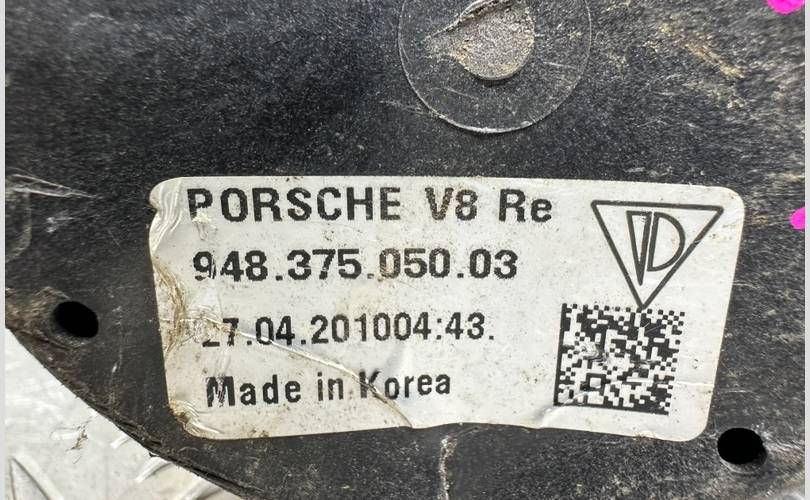 PORSCHE V8 Re
948.375.050.03
27.04.201004:43.
Made in Korea